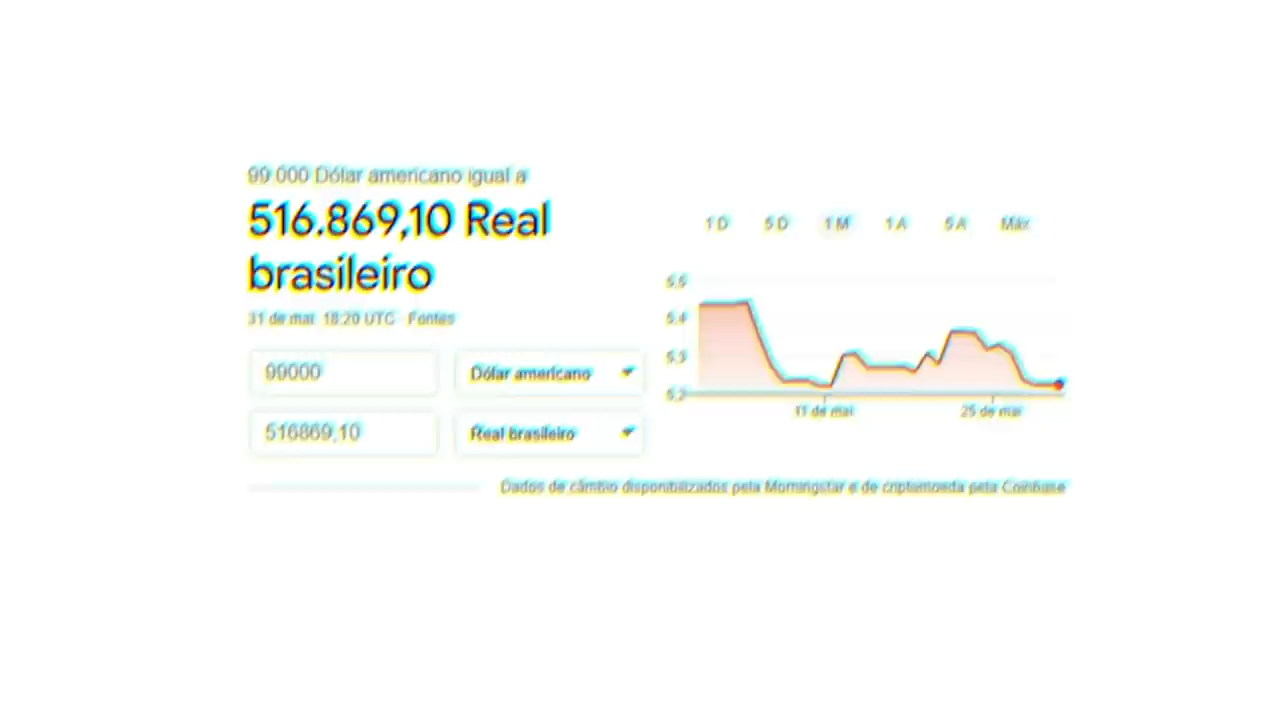 99 000 Dólar americano igual a
516.869,10 Real
brasileiro
31 de mai. 18:20 UTC · Fontes
1 D 5 D 1 M 1 A 5 A Máx
5.5
5.4
5.3
5.2
11 de mai. 25 de mai.
99000 Dólar americano
516869,10 Real brasileiro
Dados de câmbio disponibilizados pela Morningstar e de criptomoeda pela Coinbase